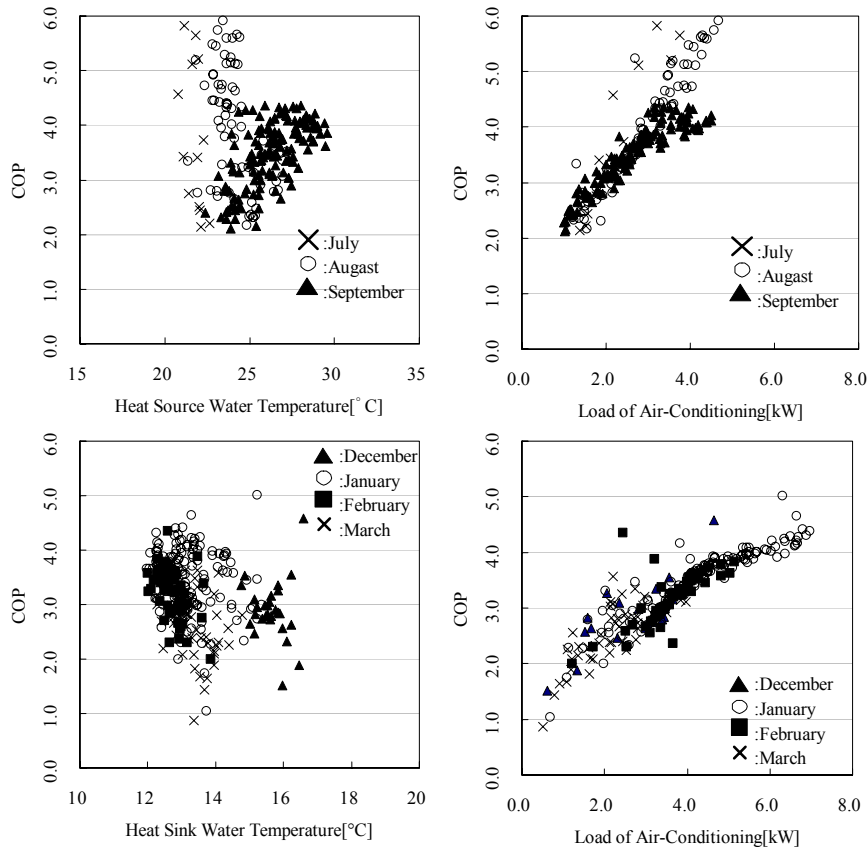 6.0
5.0
4.0
3.0
2.0
1.0
0.0
COP
15 20 25 30 35
Heat Source Water Temperature[°C]
:July
:Augast
:September
6.0
5.0
4.0
3.0
2.0
1.0
0.0
COP
0.0 2.0 4.0 6.0 8.0
Load of Air-Conditioning[kW]
:July
:Augast
:September
6.0
5.0
4.0
3.0
2.0
1.0
0.0
COP
10 12 14 16 18 20
Heat Sink Water Temperature[°C]
:December
:January
:February
:March
6.0
5.0
4.0
3.0
2.0
1.0
0.0
COP
0.0 2.0 4.0 6.0 8.0
Load of Air-Conditioning[kW]
:December
:January
:February
:March